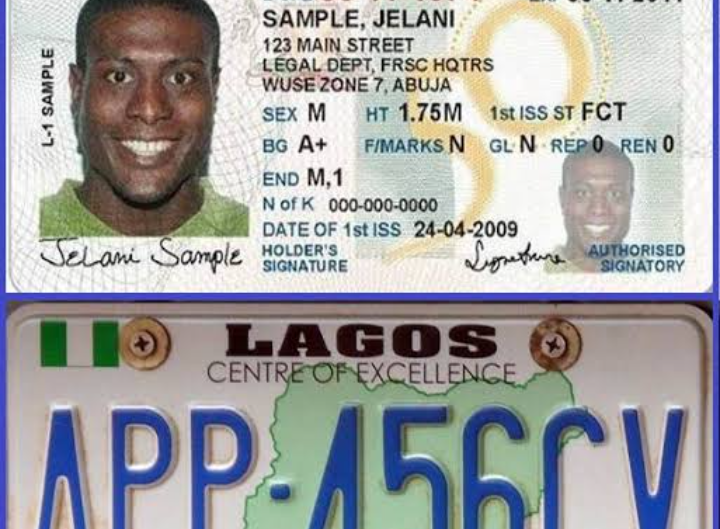 SAMPLE, JELANI
123 MAIN STREET
LEGAL DEPT, FRSC HQTRS
WUSE ZONE 7, ABUJA
L-1 SAMPLE
SEX M HT 1.75M 1st ISS ST FCT
BG A+ F/MARKS N GL N REP 0 REN 0
END M,1
N of K 000-000-0000
DATE OF 1st ISS 24-04-2009
Jelani Sample
HOLDER'S
SIGNATURE
Signature
AUTHORISED
SIGNATORY
LAGOS
CENTRE OF EXCELLENCE
APP-456CV